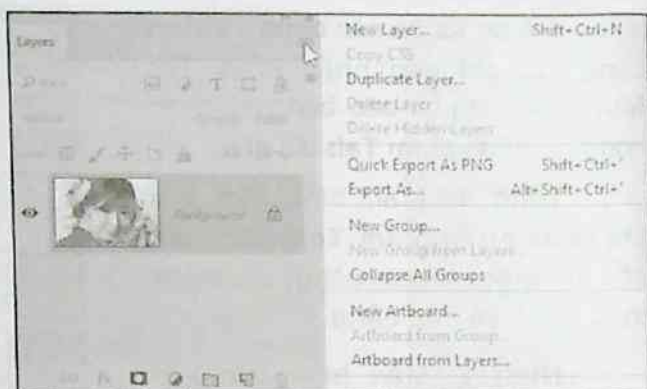 Layers
New Layer... Shift+Ctrl+N
Copy CSS
Duplicate Layer...
Delete Layer
Delete Hidden Layers
Quick Export As PNG Shift+Ctrl+'
Export As... Alt+Shift+Ctrl+'
New Group...
New Group from Layers...
Collapse All Groups
New Artboard...
Artboard from Group...
Artboard from Layers...
Background